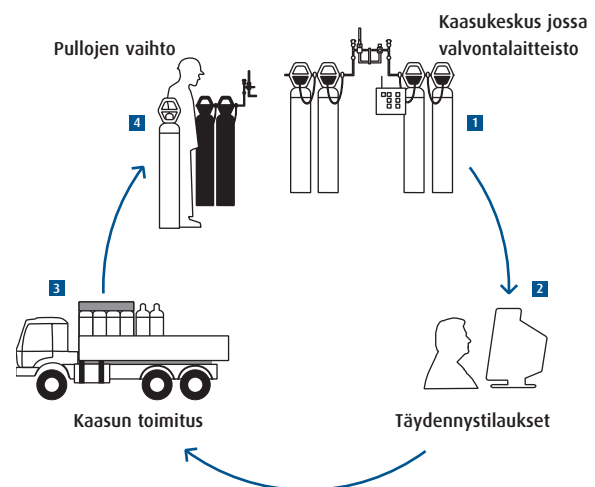 Kaasukeskus jossa
valvontalaitteisto
1
2
Täydennystilaukset
3
Kaasun toimitus
Pullojen vaihto
4